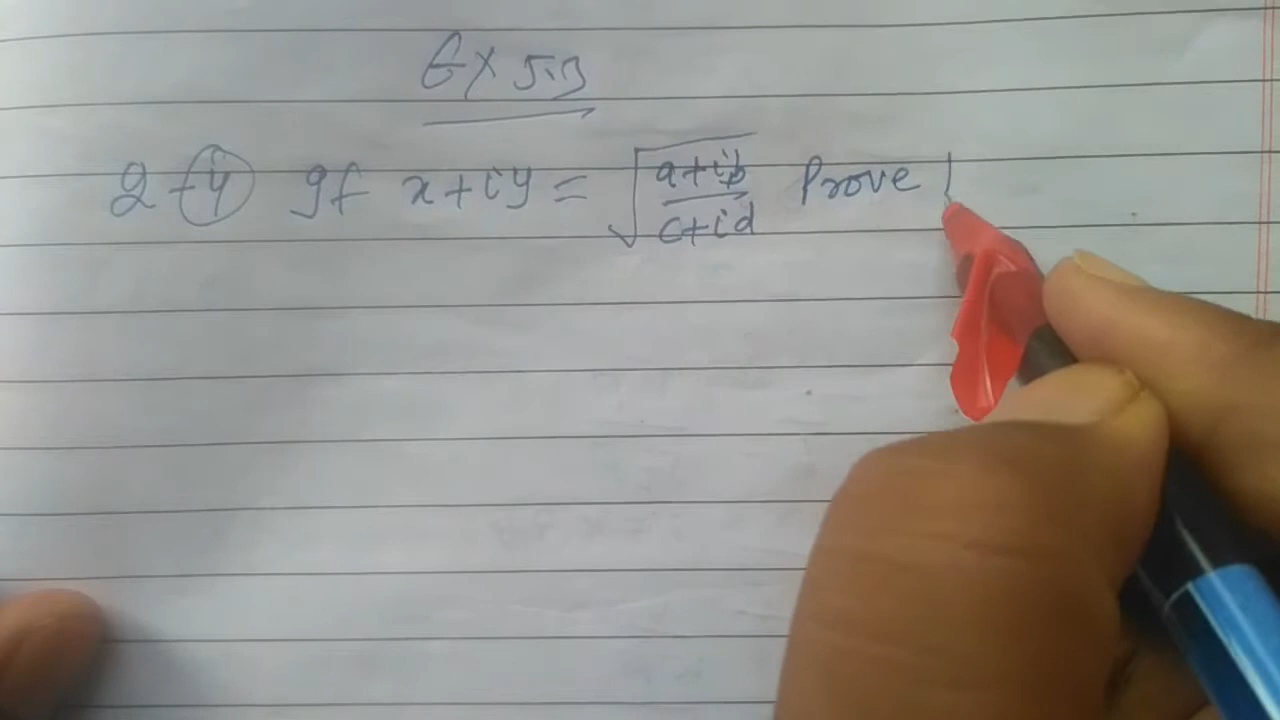 Ex 5.3
Q-4 If x+iy = √(a+ib / c+id) Prove